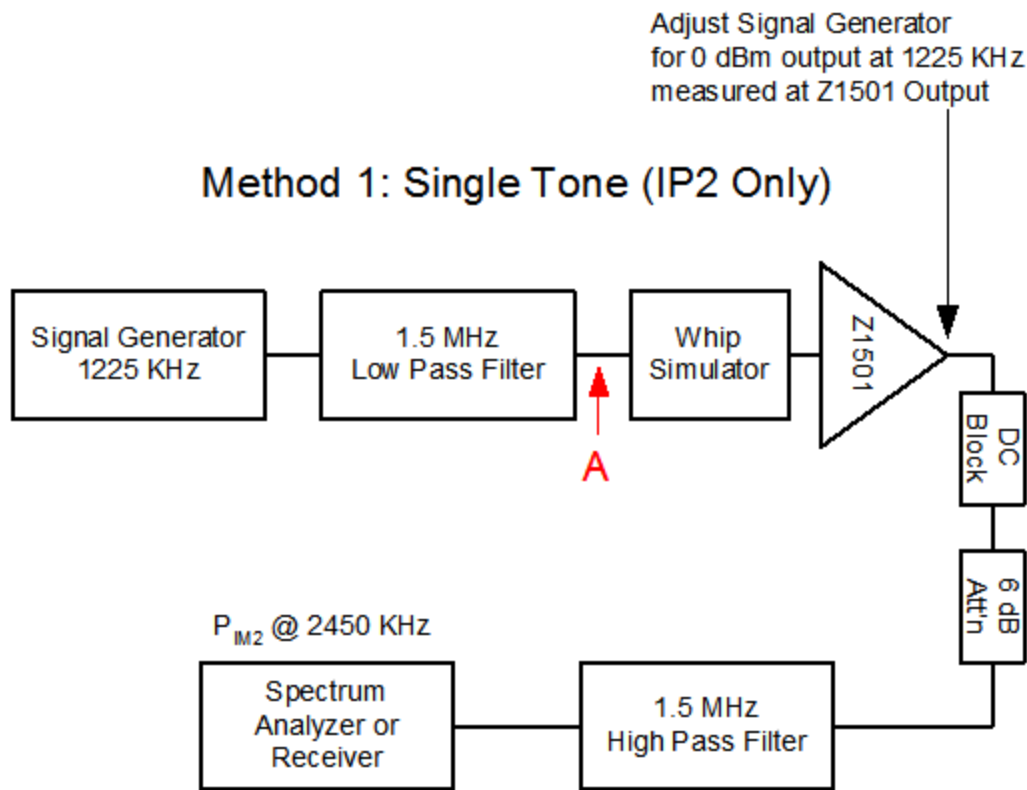 Adjust Signal Generator
for 0 dBm output at 1225 KHz
measured at Z1501 Output
Method 1: Single Tone (IP2 Only)
Signal Generator
1225 KHz
1.5 MHz
Low Pass Filter
A
Whip
Simulator
Z1501
DC
Block
6 dB
Att'n
1.5 MHz
High Pass Filter
PIM2 @ 2450 KHz
Spectrum
Analyzer or
Receiver